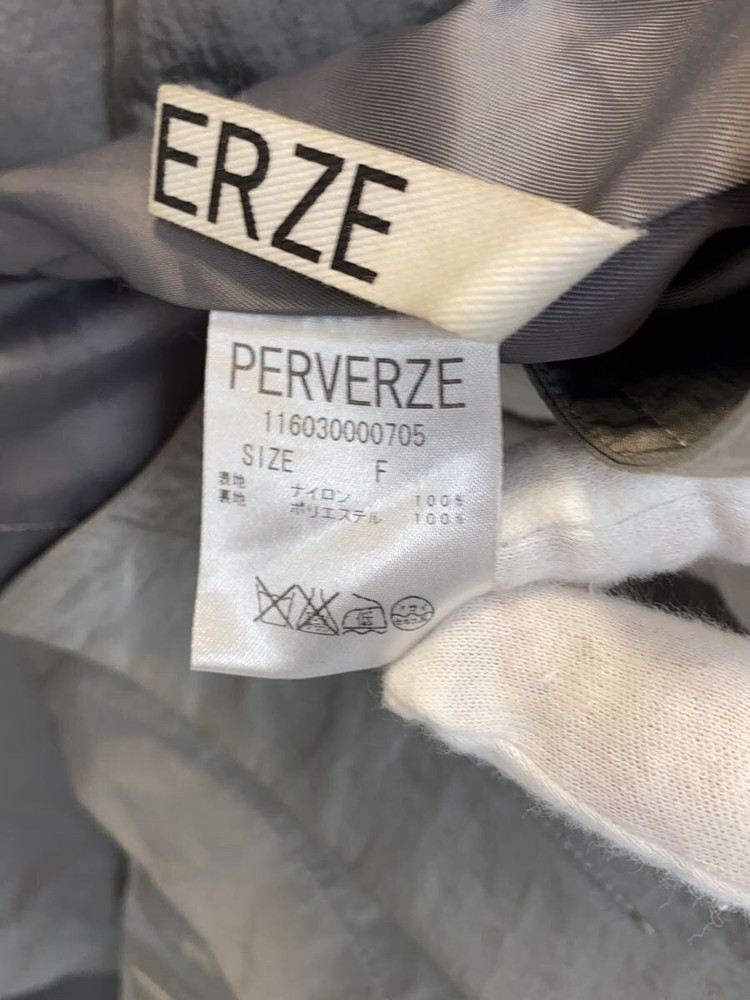 ERZE
PERVERZE
116030000705
SIZE F
表地 ナイロン 100%
裏地 ポリエステル 100%
低